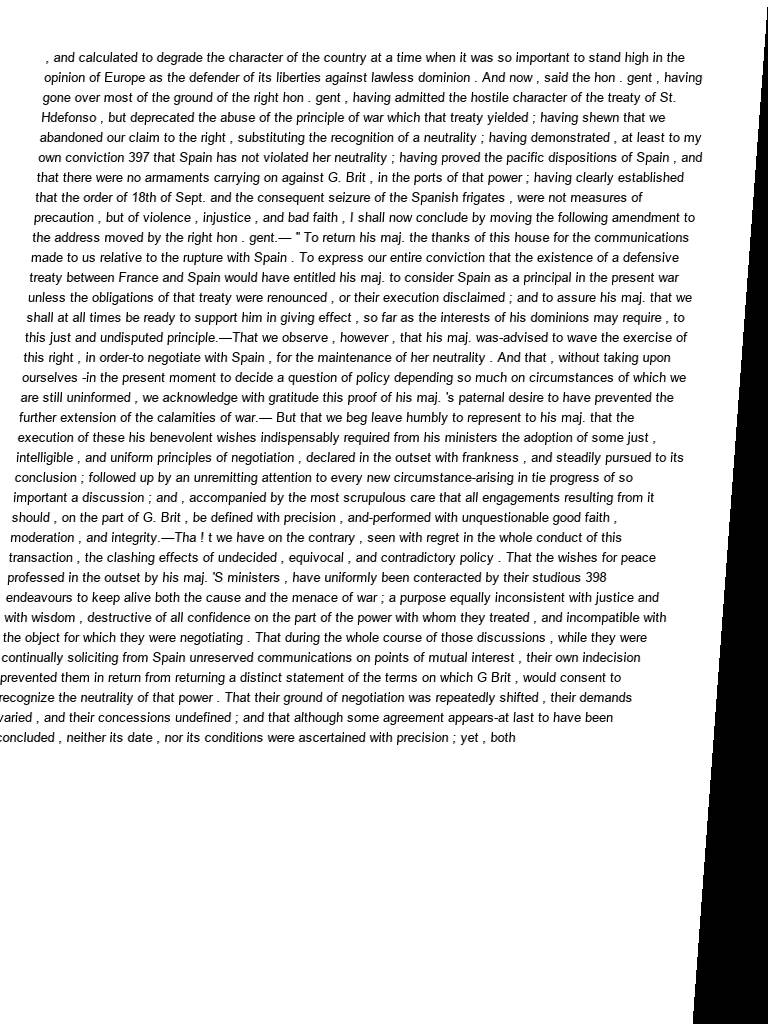 , and calculated to degrade the character of the country at a time when it was so important to stand high in the
opinion of Europe as the defender of its liberties against lawless dominion . And now , said the hon . gent , having
gone over most of the ground of the right hon . gent , having admitted the hostile character of the treaty of St.
Hdefonso , but deprecated the abuse of the principle of war which that treaty yielded ; having shewn that we
abandoned our claim to the right , substituting the recognition of a neutrality ; having demonstrated , at least to my
own conviction 397 that Spain has not violated her neutrality ; having proved the pacific dispositions of Spain , and
that there were no armaments carrying on against G. Brit , in the ports of that power ; having clearly established
that the order of 18th of Sept. and the consequent seizure of the Spanish frigates , were not measures of
precaution , but of violence , injustice , and bad faith , I shall now conclude by moving the following amendment to
the address moved by the right hon . gent.— " To return his maj. the thanks of this house for the communications
made to us relative to the rupture with Spain . To express our entire conviction that the existence of a defensive
treaty between France and Spain would have entitled his maj. to consider Spain as a principal in the present war
unless the obligations of that treaty were renounced , or their execution disclaimed ; and to assure his maj. that we
shall at all times be ready to support him in giving effect , so far as the interests of his dominions may require , to
this just and undisputed principle.—That we observe , however , that his maj. was-advised to wave the exercise of
this right , in order-to negotiate with Spain , for the maintenance of her neutrality . And that , without taking upon
ourselves -in the present moment to decide a question of policy depending so much on circumstances of which we
are still uninformed , we acknowledge with gratitude this proof of his maj. 's paternal desire to have prevented the
further extension of the calamities of war.— But that we beg leave humbly to represent to his maj. that the
execution of these his benevolent wishes indispensably required from his ministers the adoption of some just ,
intelligible , and uniform principles of negotiation , declared in the outset with frankness , and steadily pursued to its
conclusion ; followed up by an unremitting attention to every new circumstance-arising in tie progress of so
important a discussion ; and , accompanied by the most scrupulous care that all engagements resulting from it
should , on the part of G. Brit , be defined with precision , and-performed with unquestionable good faith ,
moderation , and integrity.—Tha ! t we have on the contrary , seen with regret in the whole conduct of this
transaction , the clashing effects of undecided , equivocal , and contradictory policy . That the wishes for peace
professed in the outset by his maj. 'S ministers , have uniformly been conteracted by their studious 398
endeavours to keep alive both the cause and the menace of war ; a purpose equally inconsistent with justice and
with wisdom , destructive of all confidence on the part of the power with whom they treated , and incompatible with
the object for which they were negotiating . That during the whole course of those discussions , while they were
continually soliciting from Spain unreserved communications on points of mutual interest , their own indecision
prevented them in return from returning a distinct statement of the terms on which G Brit , would consent to
recognize the neutrality of that power . That their ground of negotiation was repeatedly shifted , their demands
varied , and their concessions undefined ; and that although some agreement appears-at last to have been
concluded , neither its date , nor its conditions were ascertained with precision ; yet , both